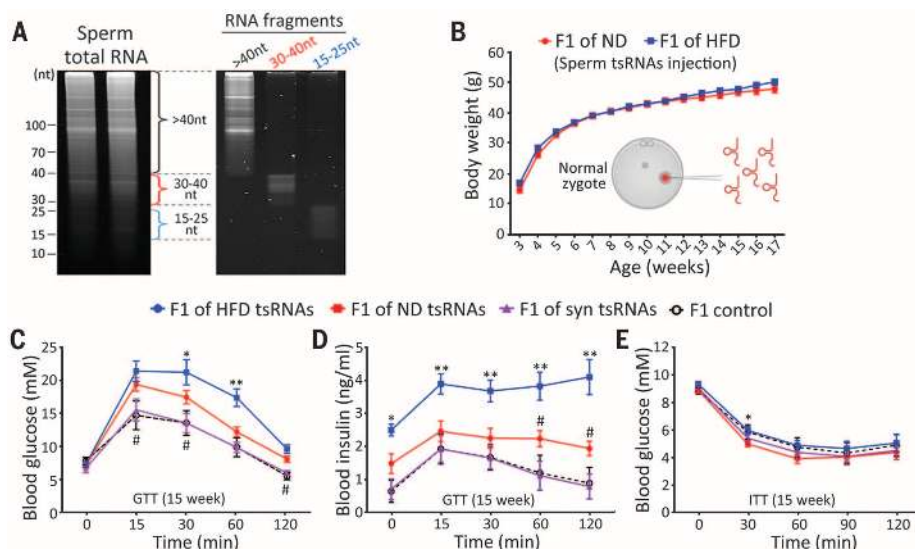 A
Sperm
total RNA
RNA fragments
>40nt
30-40nt
15-25nt
(nt)
100
70
40
30
25
15
10
>40nt
30-40
nt
15-25
nt
B
F1 of ND
F1 of HFD
(Sperm tsRNAs injection)
Body weight (g)
60
50
40
30
20
10
0
Normal
zygote
3 4 5 6 7 8 9 10 11 12 13 14 15 16 17
Age (weeks)
F1 of HFD tsRNAs
F1 of ND tsRNAs
F1 of syn tsRNAs
F1 control
C
Blood glucose (mM)
25
20
15
10
5
0
*
**
# # #
GTT (15 week)
0 15 30 60 120
Time (min)
D
Blood insulin (ng/ml)
6
4
2
0
* ** ** ** **
# #
GTT (15 week)
0 15 30 60 120
Time (min)
E
Blood glucose (mM)
12
10
8
6
4
2
0
*
ITT (15 week)
0 30 60 90 120
Time (min)